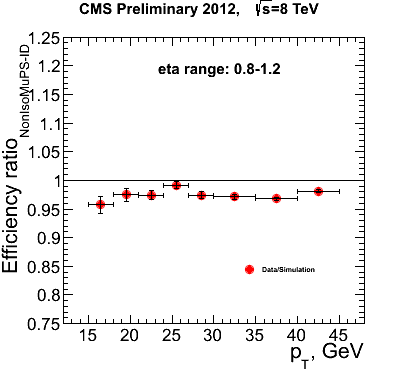 CMS Preliminary 2012, √s=8 TeV
eta range: 0.8-1.2
Efficiency ratio NonIsoMuPS-ID
1.25
1.2
1.15
1.1
1.05
1
0.95
0.9
0.85
0.8
0.75
Data/Simulation
15 20 25 30 35 40 45
p_T, GeV